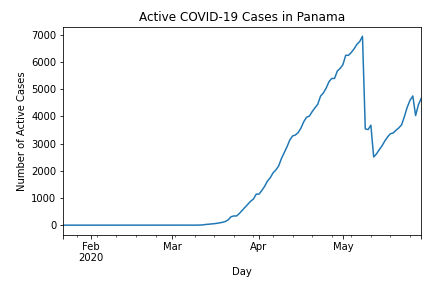 Active COVID-19 Cases in Panama
Number of Active Cases
7000
6000
5000
4000
3000
2000
1000
0
Feb
2020
Mar
Apr
May
Day